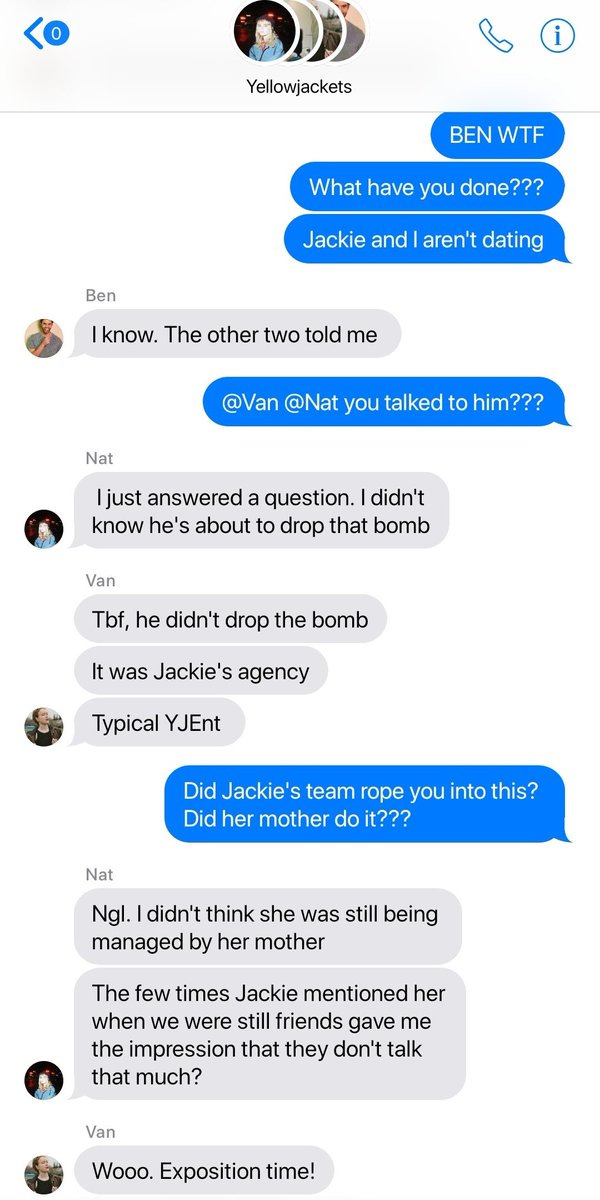 0
Yellowjackets
BEN WTF
What have you done???
Jackie and I aren't dating
Ben
I know. The other two told me
@Van @Nat you talked to him???
Nat
I just answered a question. I didn't
know he's about to drop that bomb
Van
Tbf, he didn't drop the bomb
It was Jackie's agency
Typical YJEnt
Did Jackie's team rope you into this?
Did her mother do it???
Nat
Ngl. I didn't think she was still being
managed by her mother
The few times Jackie mentioned her
when we were still friends gave me
the impression that they don't talk
that much?
Van
Wooo. Exposition time!